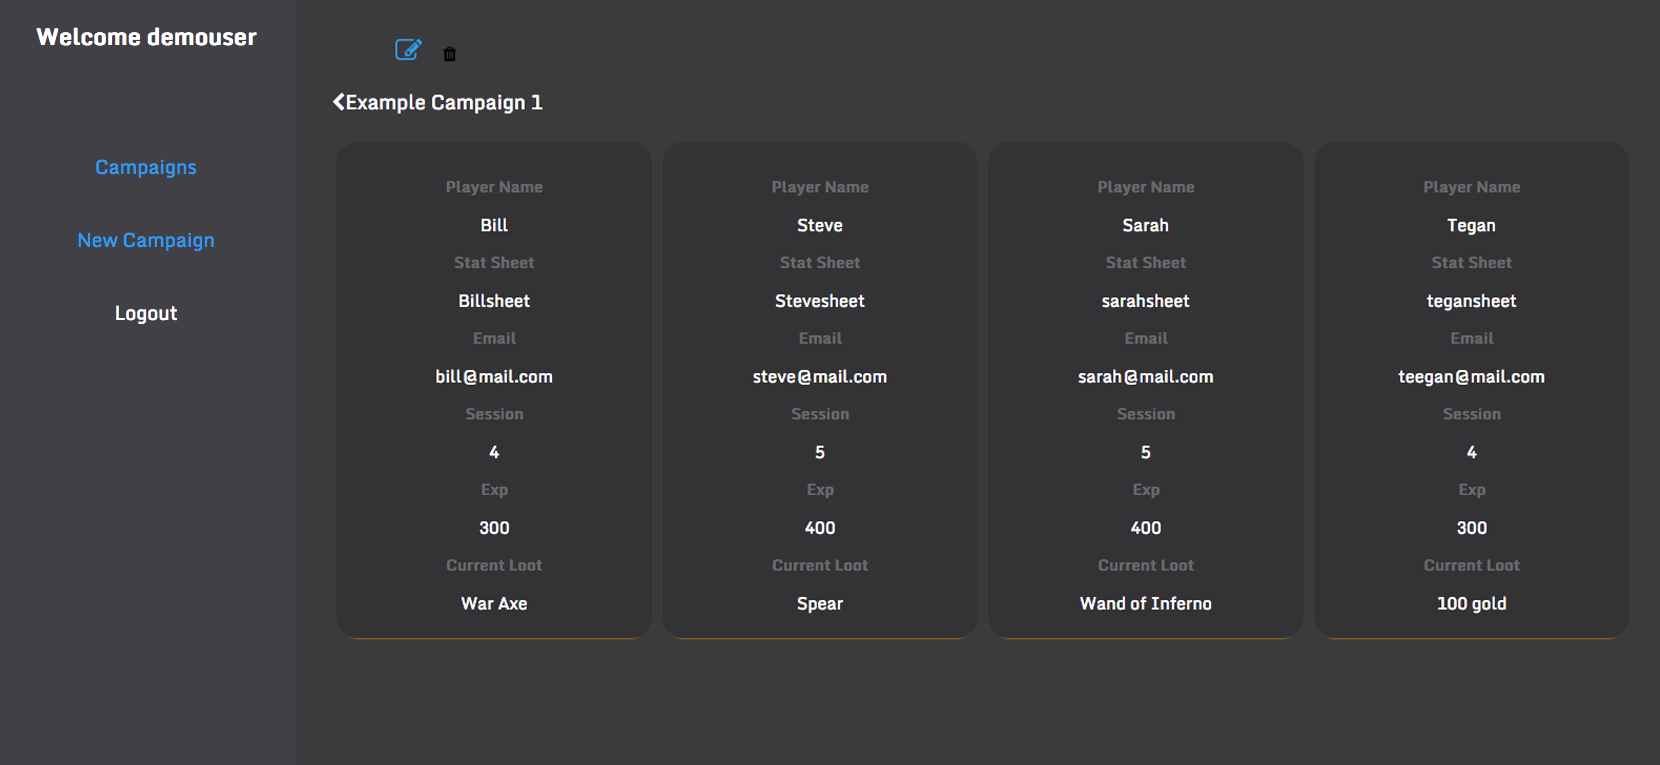 Welcome demouser
Campaigns
New Campaign
Logout
Example Campaign 1
Player Name
Bill
Stat Sheet
Billsheet
Email
bill@mail.com
Session
4
Exp
300
Current Loot
War Axe
Player Name
Steve
Stat Sheet
Stevesheet
Email
steve@mail.com
Session
5
Exp
400
Current Loot
Spear
Player Name
Sarah
Stat Sheet
sarahsheet
Email
sarah@mail.com
Session
5
Exp
400
Current Loot
Wand of Inferno
Player Name
Tegan
Stat Sheet
tegansheet
Email
teegan@mail.com
Session
4
Exp
300
Current Loot
100 gold